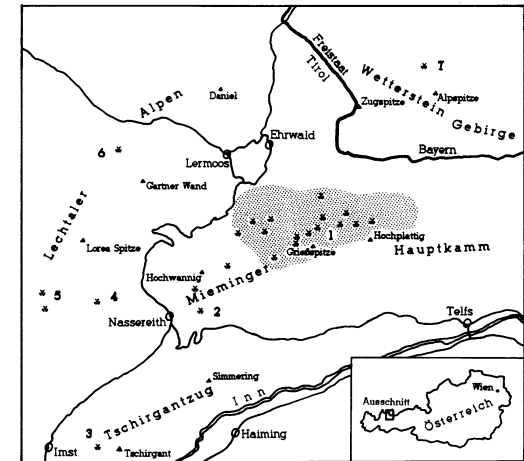 7
Freistaat
Tirol
Wetterstein Gebirge
Alpspitze
Zugspitze
Bayern
Alpen
Daniel
Ehrwald
Lermoos
6
Gartner Wand
Lechtaler
Lorea Spitze
1
Hochplattig
Grießspitze
Hauptkamm
Hochwannig
Mieminger
5
4
2
Nassereith
Telfs
Simmering
Inn
Tschirgantzug
3
Imst
Tschirgant
Haiming
Wien
Ausschnitt
Österreich